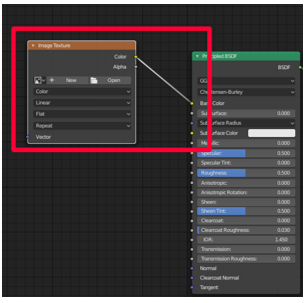 Image Texture
Color
Alpha
New
Open
Color
Linear
Flat
Repeat
Vector
Principled BSDF
BSDF
GGX
Christensen-Burley
Base Color
Subsurface: 0.000
Subsurface Radius
Subsurface Color
Metallic: 0.000
Specular: 0.500
Specular Tint: 0.000
Roughness: 0.500
Anisotropic: 0.000
Anisotropic Rotation: 0.000
Sheen: 0.000
Sheen Tint: 0.500
Clearcoat: 0.000
Clearcoat Roughness: 0.030
IOR: 1.450
Transmission: 0.000
Transmission Roughness: 0.000
Normal
Clearcoat Normal
Tangent